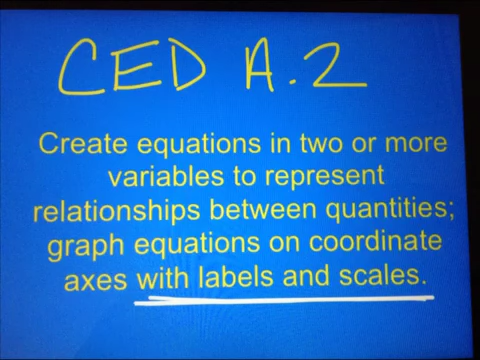 CED A.2
Create equations in two or more
variables to represent
relationships between quantities;
graph equations on coordinate
axes with labels and scales.